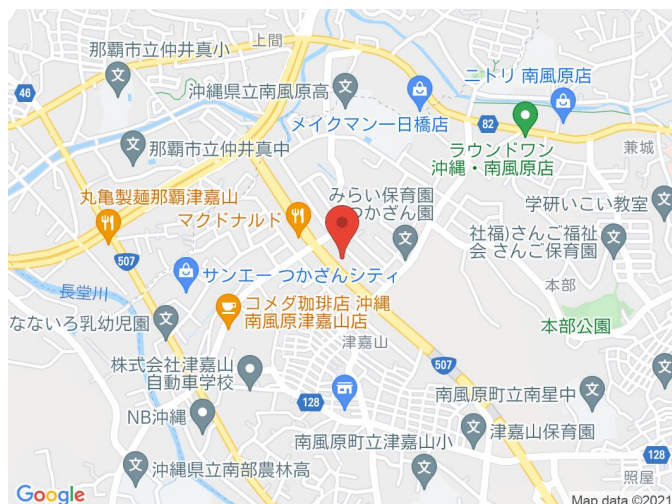 那覇市立仲井真小
上間
ニトリ 南風原店
46
沖縄県立南風原高
メイクマン一日橋店
82
ラウンドワン
沖縄・南風原店
兼城
那覇市立仲井真中
丸亀製麺那覇津嘉山
マクドナルド
みらい保育園
つかざん園
学研いこい教室
社福)さんご福祉
会 さんご保育園
507
サンエー つかざんシティ
長堂川
本部
コメダ珈琲店 沖縄
南風原津嘉山店
なないろ乳幼児園
本部公園
津嘉山
株式会社津嘉山
自動車学校
507
128
南風原町立南星中
NB沖縄
津嘉山保育園
南風原町立津嘉山小
128
照屋
沖縄県立南部農林高
Google
Map data ©2021